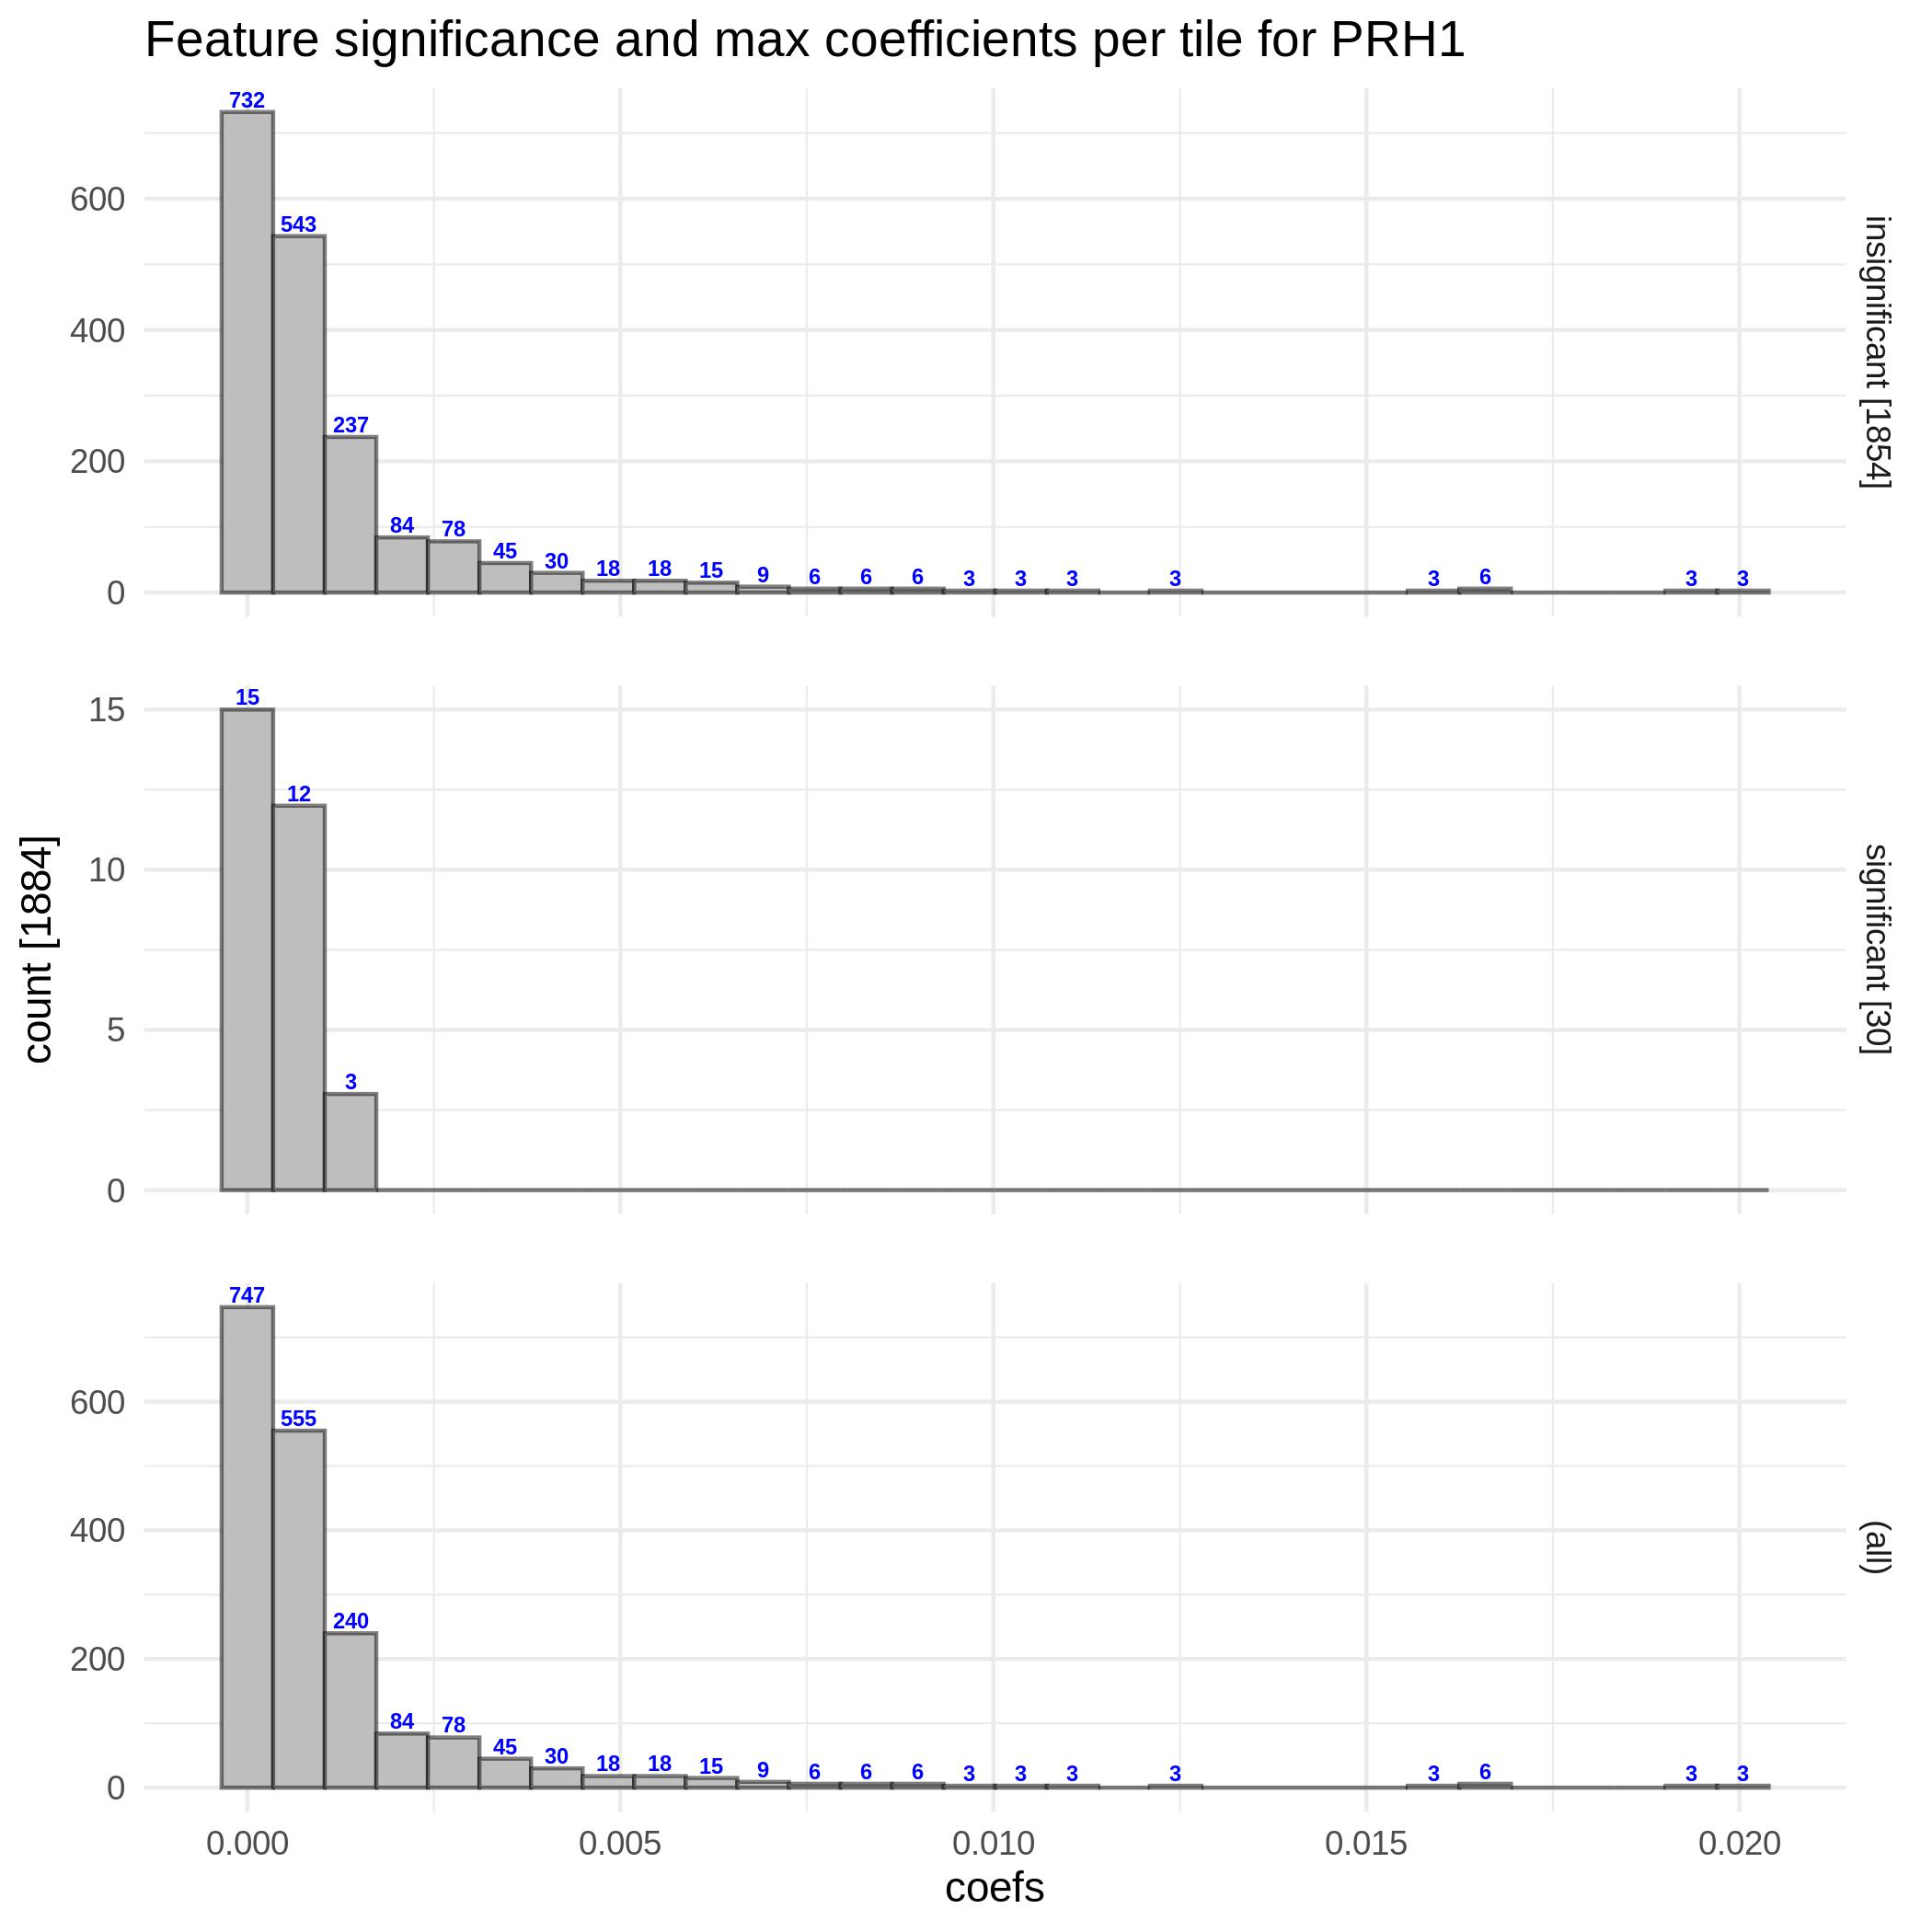 Feature significance and max coefficients per tile for PRH1
732
543
237
84 78 45 30 18 18 15 9 6 6 6 3 3 3 3 3 6 3 3
600
400
200
0
insignificant [1854]
15
12
3
15
10
5
0
significant [30]
count [1884]
747
555
240
84 78 45 30 18 18 15 9 6 6 6 3 3 3 3 3 6 3 3
600
400
200
0
(all)
0.000 0.005 0.010 0.015 0.020
coefs